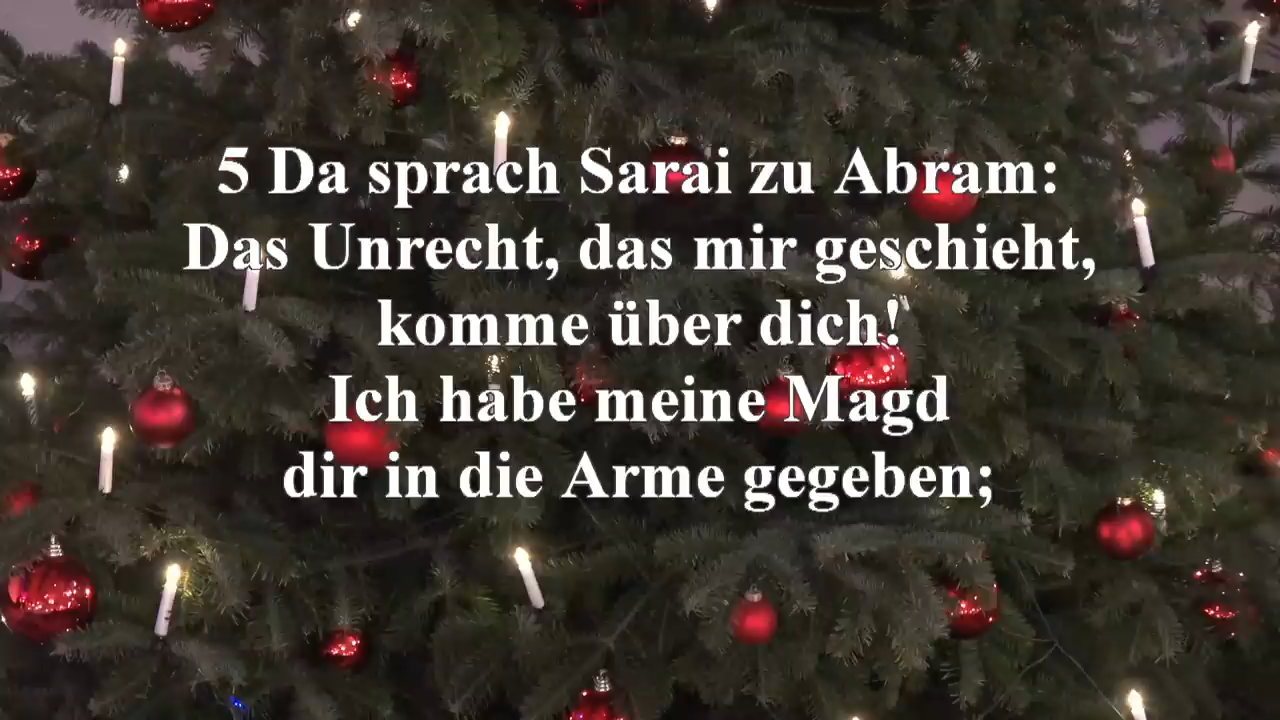 5 Da sprach Sarai zu Abram:
Das Unrecht, das mir geschieht,
komme über dich!
Ich habe meine Magd
dir in die Arme gegeben;